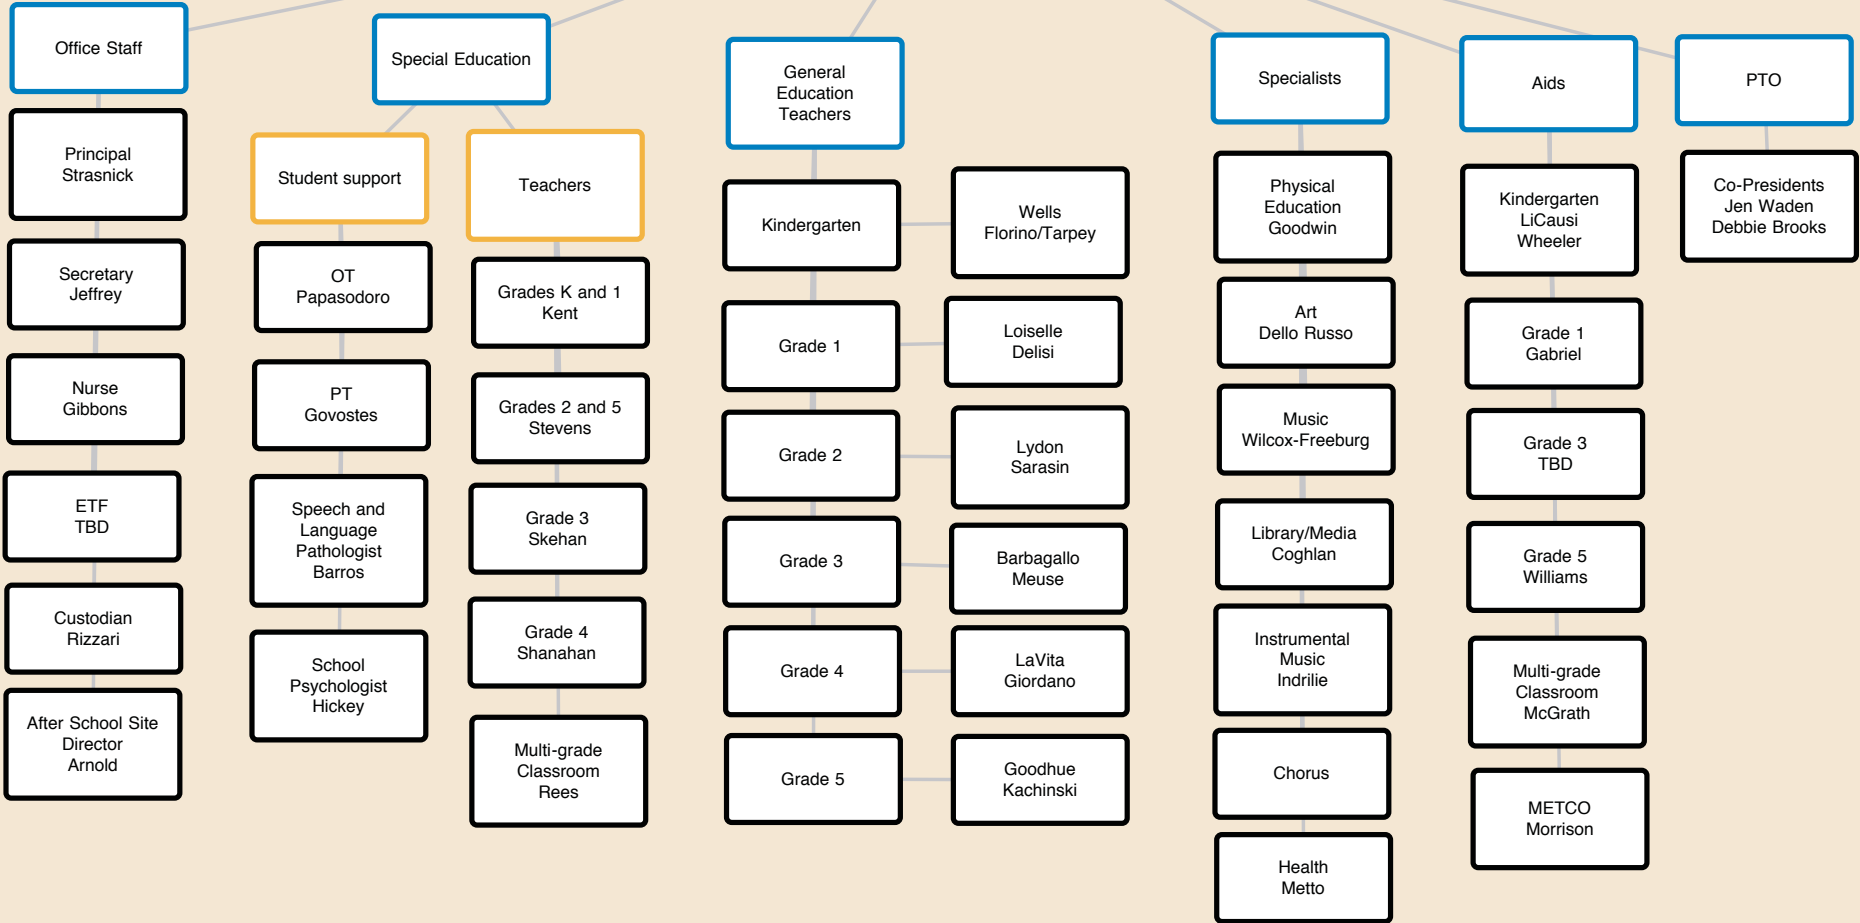 Office Staff
Principal
Strasnick
Secretary
Jeffrey
Nurse
Gibbons
ETF
TBD
Custodian
Rizzari
After School Site
Director
Arnold
Special Education
Student support
OT
Papasodoro
PT
Govostes
Speech and
Language
Pathologist
Barros
School
Psychologist
Hickey
Teachers
Grades K and 1
Kent
Grades 2 and 5
Stevens
Grade 3
Skehan
Grade 4
Shanahan
Multi-grade
Classroom
Rees
General
Education
Teachers
Kindergarten
Wells
Florino/Tarpey
Grade 1
Loiselle
Delisi
Grade 2
Lydon
Sarasin
Grade 3
Barbagallo
Meuse
Grade 4
LaVita
Giordano
Grade 5
Goodhue
Kachinski
Specialists
Physical
Education
Goodwin
Art
Dello Russo
Music
Wilcox-Freeburg
Library/Media
Coghlan
Instrumental
Music
Indrilie
Chorus
Health
Metto
Aids
Kindergarten
LiCausi
Wheeler
Grade 1
Gabriel
Grade 3
TBD
Grade 5
Williams
Multi-grade
Classroom
McGrath
METCO
Morrison
PTO
Co-Presidents
Jen Waden
Debbie Brooks